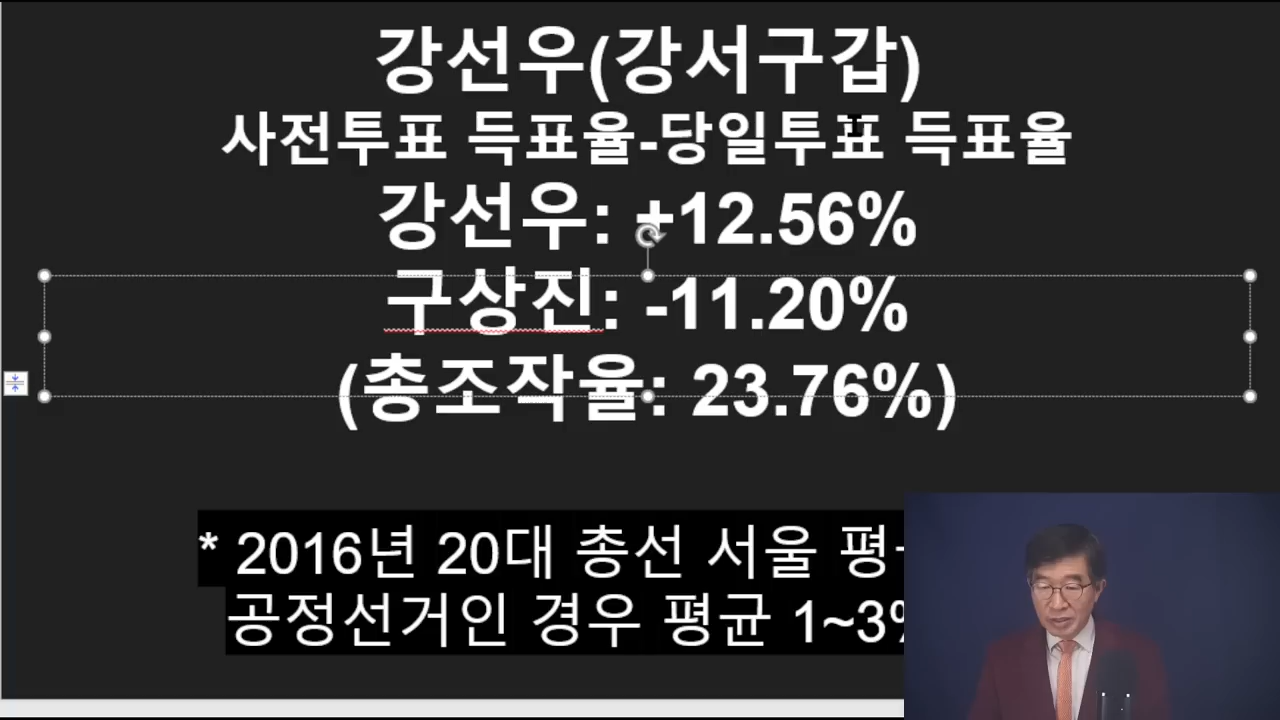 강선우(강서구갑)
사전투표 득표율-당일투표 득표율
강선우: +12.56%
구상진: -11.20%
(총조작율: 23.76%)
* 2016년 20대 총선 서울
공정선거인 경우 평균 1~3%